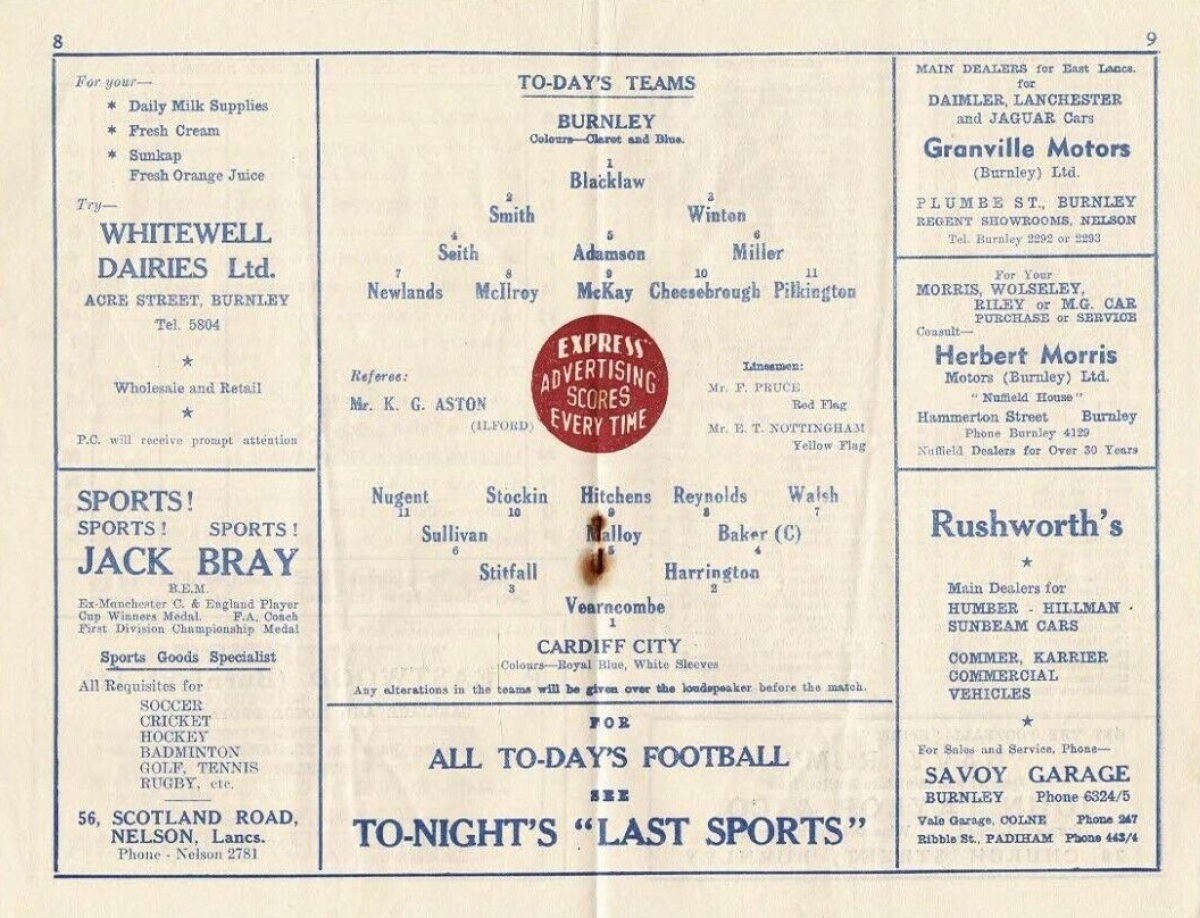 8
9
For your—
* Daily Milk Supplies
* Fresh Cream
* Sunkap
Fresh Orange Juice
Try—
WHITEWELL
DAIRIES Ltd.
ACRE STREET, BURNLEY
Tel. 5804
★
Wholesale and Retail
★
P.C. will receive prompt attention
SPORTS!
SPORTS! SPORTS!
JACK BRAY
B.E.M.
Ex-Manchester C. & England Player
Cup Winners Medal. F.A. Coach
First Division Championship Medal
Sports Goods Specialist
All Requisites for
SOCCER
CRICKET
HOCKEY
BADMINTON
GOLF, TENNIS
RUGBY, etc.
56, SCOTLAND ROAD,
NELSON, Lancs.
Phone - Nelson 2781
TO-DAY'S TEAMS
BURNLEY
Colours—Claret and Blue.
1
Blacklaw
2 3
Smith Winton
4 5 6
Seith Adamson Miller
7 8 9 10 11
Newlands McIlroy McKay Cheesebrough Pilkington
EXPRESS
ADVERTISING
SCORES
EVERY TIME
Referee:
Mr. K. G. ASTON
(ILFORD)
Linesmen:
Mr. F. PRUCE
Red Flag
Mr. E. T. NOTTINGHAM
Yellow Flag
Nugent Stockin Hitchens Reynolds Walsh
11 10 9 8 7
Sullivan Malloy Baker (C)
6 5 4
Stitfall Harrington
3 2
Vearncombe
1
CARDIFF CITY
Colours—Royal Blue, White Sleeves
Any alterations in the teams will be given over the loudspeaker before the match.
FOR
ALL TO-DAY'S FOOTBALL
SEE
TO-NIGHT'S "LAST SPORTS"
MAIN DEALERS for East Lancs.
for
DAIMLER, LANCHESTER
and JAGUAR Cars
Granville Motors
(Burnley) Ltd.
PLUMBE ST., BURNLEY
REGENT SHOWROOMS, NELSON
Tel. Burnley 2292 or 2293
For Your
MORRIS, WOLSELEY,
RILEY or M.G. CAR
PURCHASE or SERVICE
Consult—
Herbert Morris
Motors (Burnley) Ltd.
"Nuffield House"
Hammerton Street Burnley
Phone Burnley 4129
Nuffield Dealers for Over 30 Years
Rushworth's
★
Main Dealers for
HUMBER - HILLMAN -
SUNBEAM CARS
COMMER, KARRIER
COMMERCIAL
VEHICLES
★
For Sales and Service, Phone—
SAVOY GARAGE
BURNLEY Phone 6324/5
Vale Garage, COLNE Phone 247
Ribble St., PADIHAM Phone 443/4